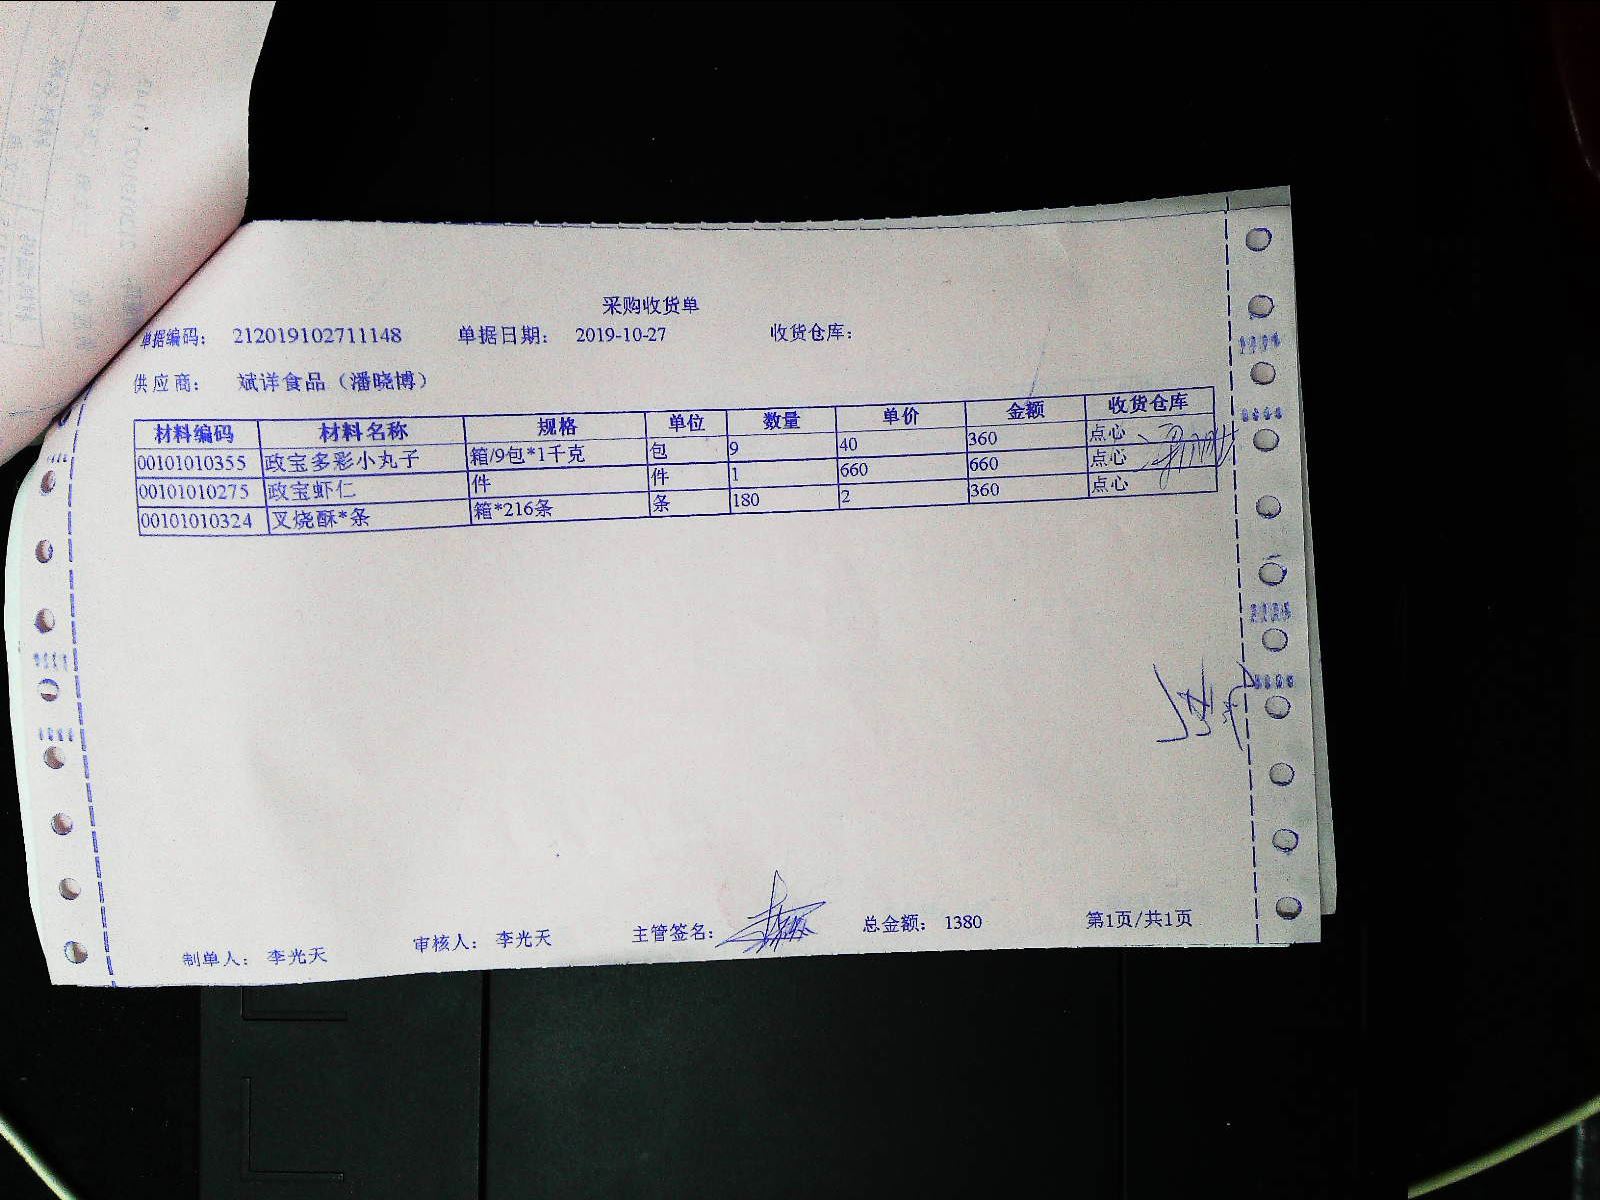 采购收货单
单据编码： 212019102711148 单据日期： 2019-10-27 收货仓库：
供应商： 斌详食品（潘晓博）
材料编码 材料名称 规格 单位 数量 单价 金额 收货仓库
00101010355 政宝多彩小丸子 箱/9包*1千克 包 9 40 360 点心
00101010275 政宝虾仁 件 件 1 660 660 点心
00101010324 叉烧酥*条 箱*216条 条 180 2 360 点心
制单人： 李光天 审核人： 李光天 主管签名： 总金额： 1380 第1页/共1页